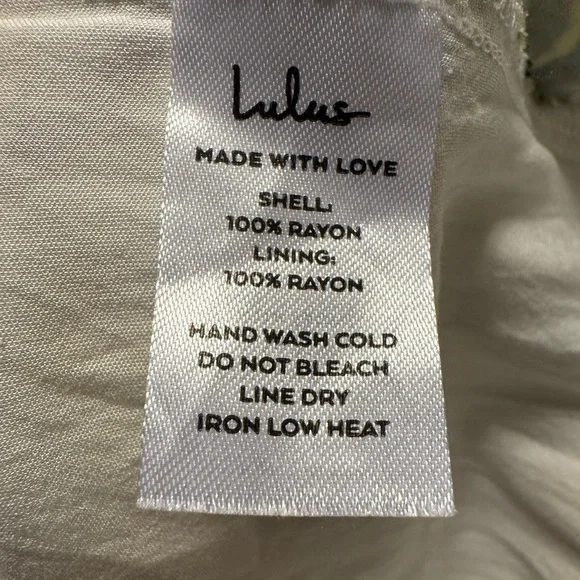 Lulus
MADE WITH LOVE
SHELL:
100% RAYON
LINING:
100% RAYON
HAND WASH COLD
DO NOT BLEACH
LINE DRY
IRON LOW HEAT